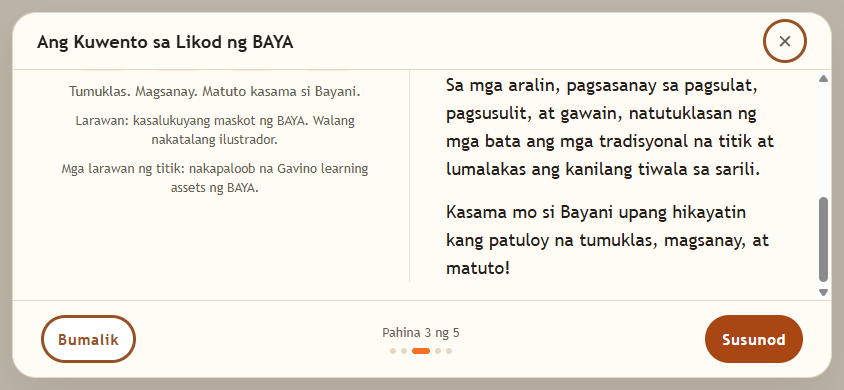 Ang Kuwento sa Likod ng BAYA
Tumuklas. Magsanay. Matuto kasama si Bayani.
Larawan: kasalukuyang maskot ng BAYA. Walang
nakatalang ilustrador.
Mga larawan ng titik: nakapaloob na Gavino learning
assets ng BAYA.
Sa mga aralin, pagsasanay sa pagsulat,
pagsusulit, at gawain, natutuklasan ng
mga bata ang mga tradisyonal na titik at
lumalakas ang kanilang tiwala sa sarili.
Kasama mo si Bayani upang hikayatin
kang patuloy na tumuklas, magsanay, at
matuto!
Bumalik
Pahina 3 ng 5
Susunod